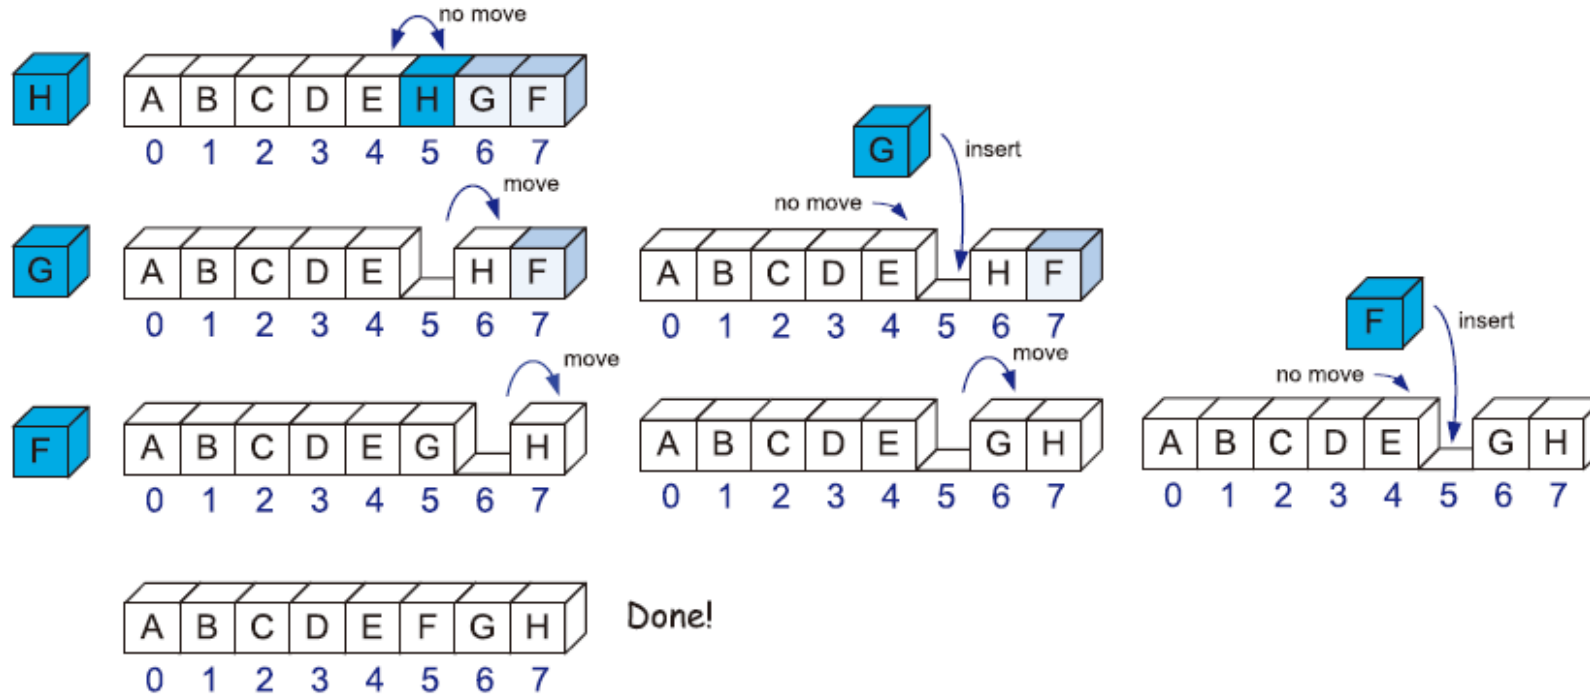 no move
H A B C D E H G F
0 1 2 3 4 5 6 7
G insert
move no move
G A B C D E H F A B C D E H F
0 1 2 3 4 5 6 7 0 1 2 3 4 5 6 7
F insert
move move no move
F A B C D E G H A B C D E G H A B C D E G H
0 1 2 3 4 5 6 7 0 1 2 3 4 5 6 7 0 1 2 3 4 5 6 7
A B C D E F G H Done!
0 1 2 3 4 5 6 7